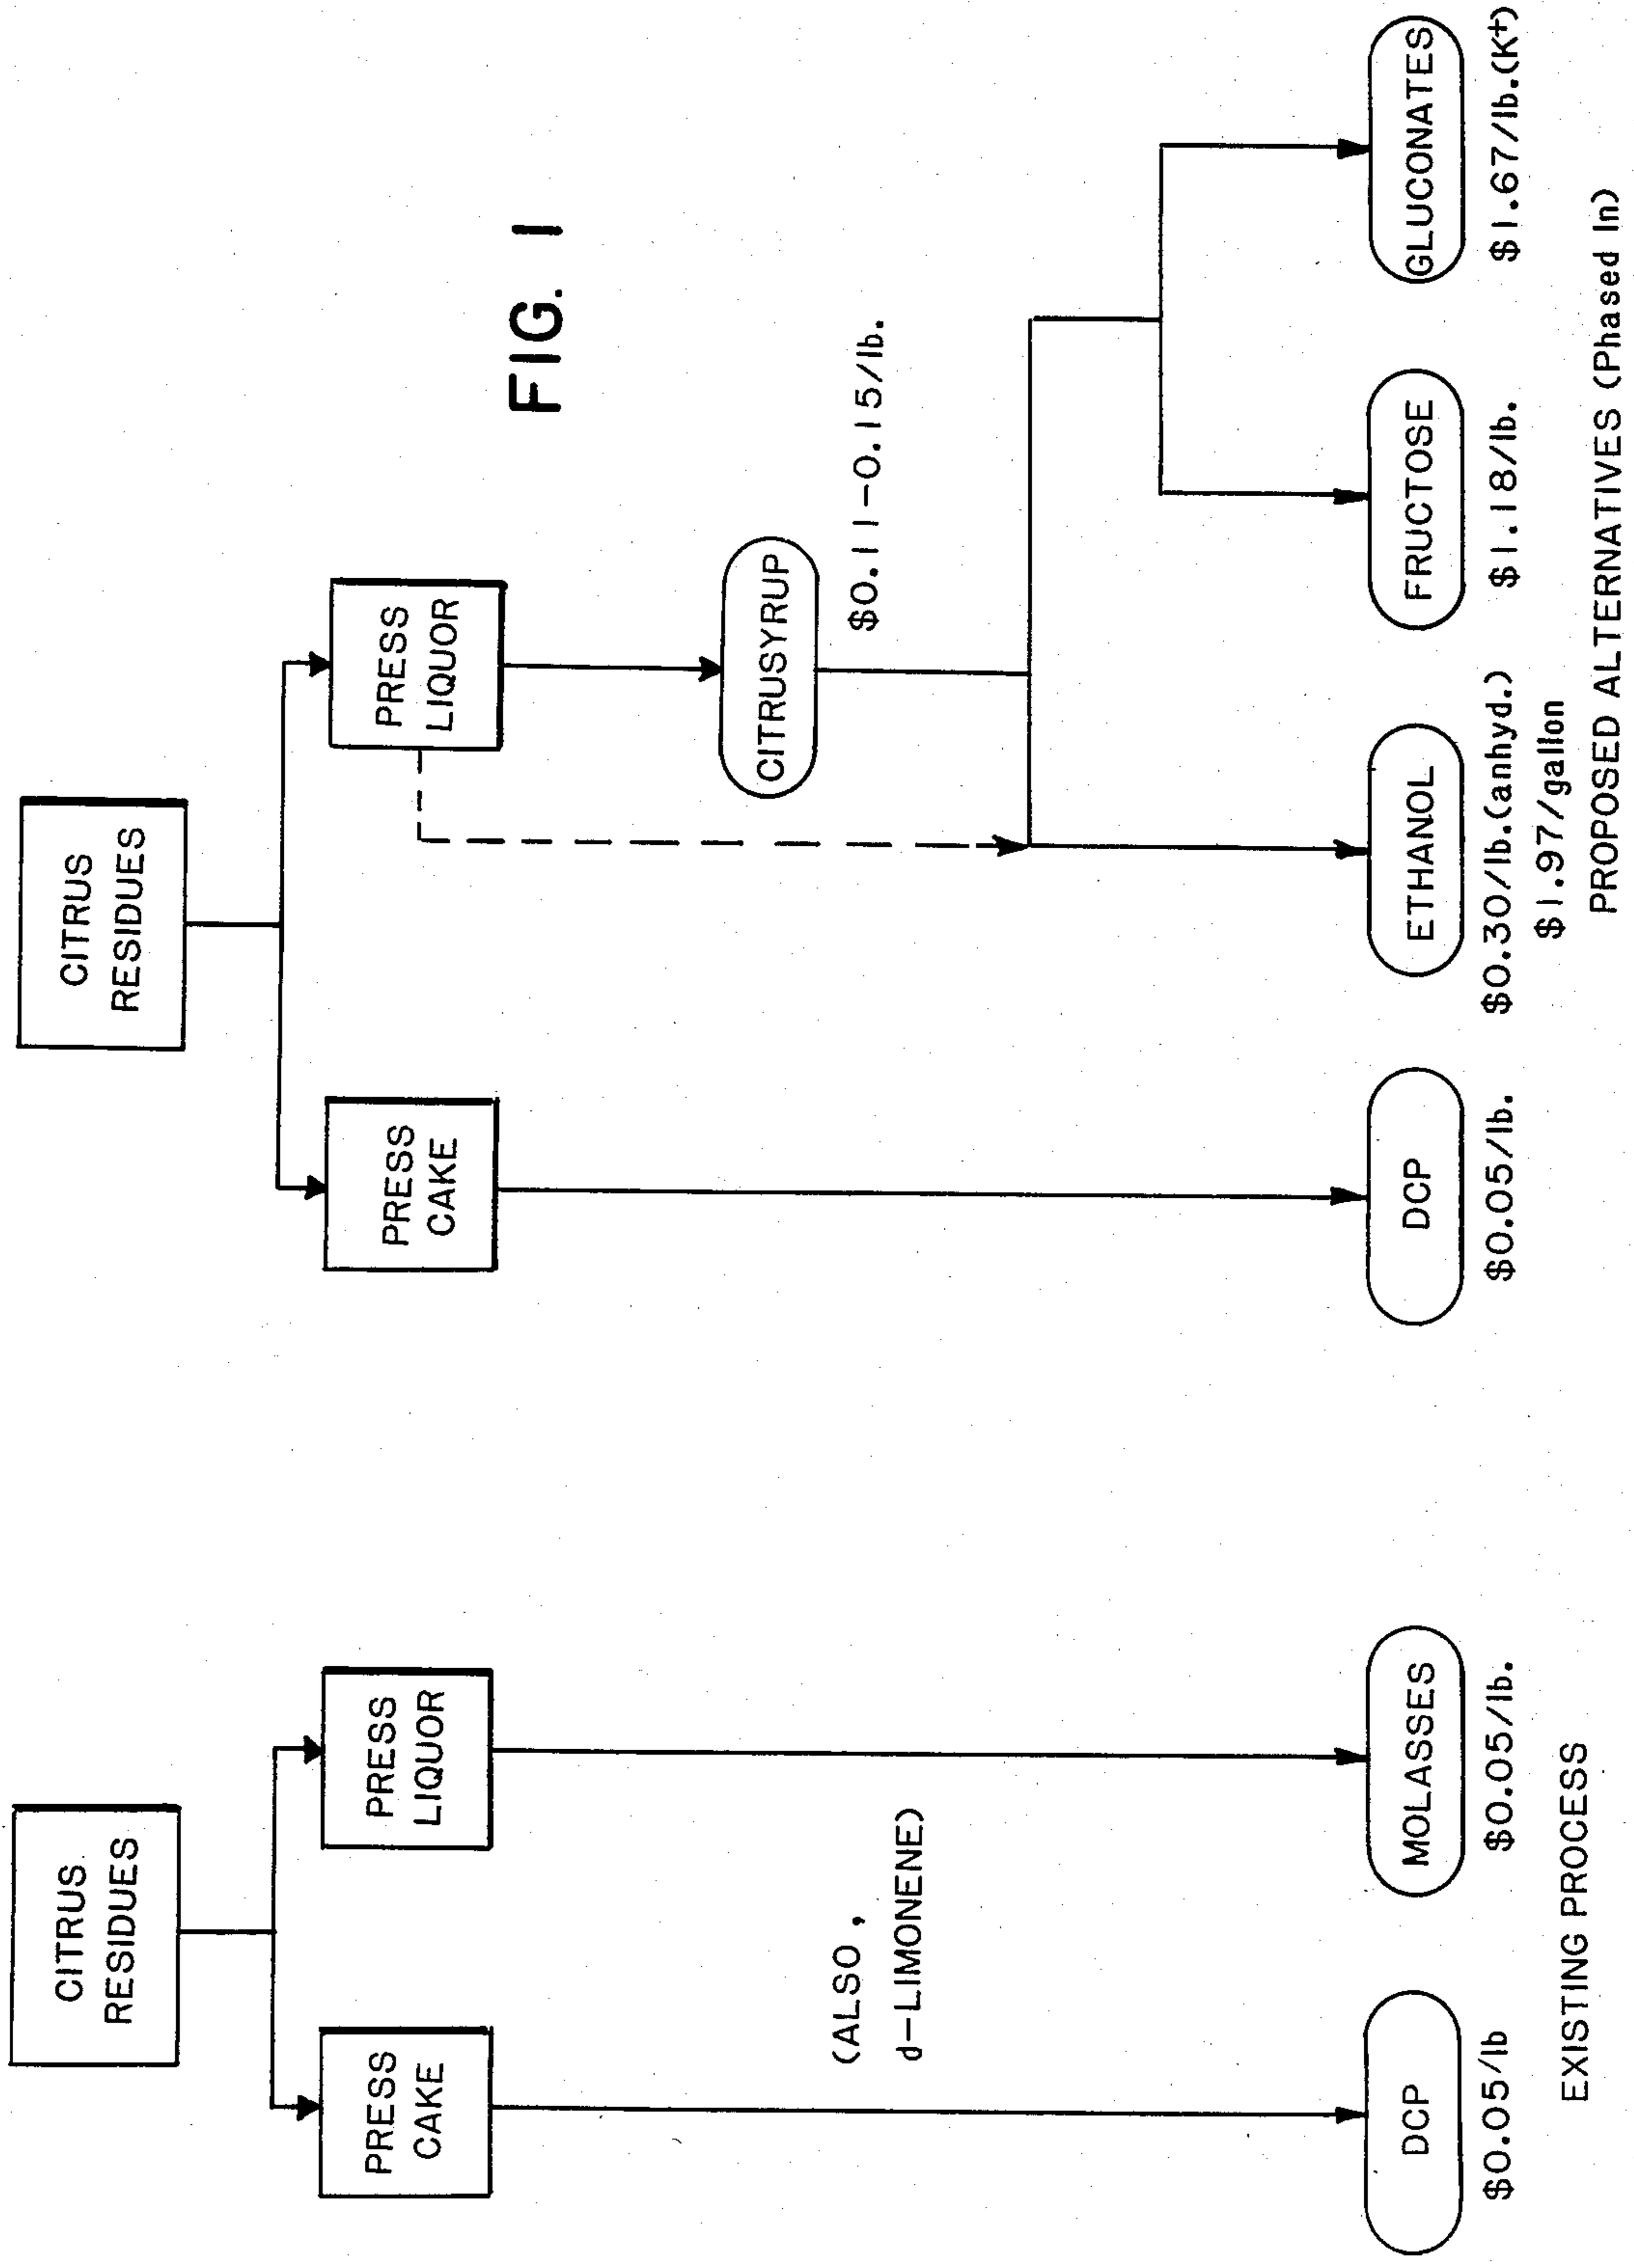 FIG. 1
CITRUS
RESIDUES
PRESS
CAKE
PRESS
LIQUOR
(ALSO,
d-LIMONENE)
DCP
$0.05/lb
MOLASSES
$0.05/lb.
EXISTING PROCESS
CITRUS
RESIDUES
PRESS
CAKE
PRESS
LIQUOR
CITRUSYRUP
$0.11-0.15/lb.
DCP
$0.05/lb.
ETHANOL
$0.30/lb.(anhyd.)
$1.97/gallon
FRUCTOSE
$1.18/lb.
GLUCONATES
$1.67/lb.(K+)
PROPOSED ALTERNATIVES (Phased In)